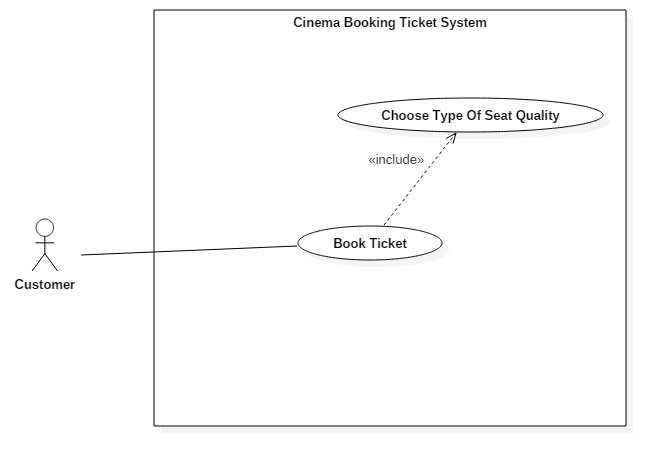 Cinema Booking Ticket System
Choose Type Of Seat Quality
«include»
Book Ticket
Customer